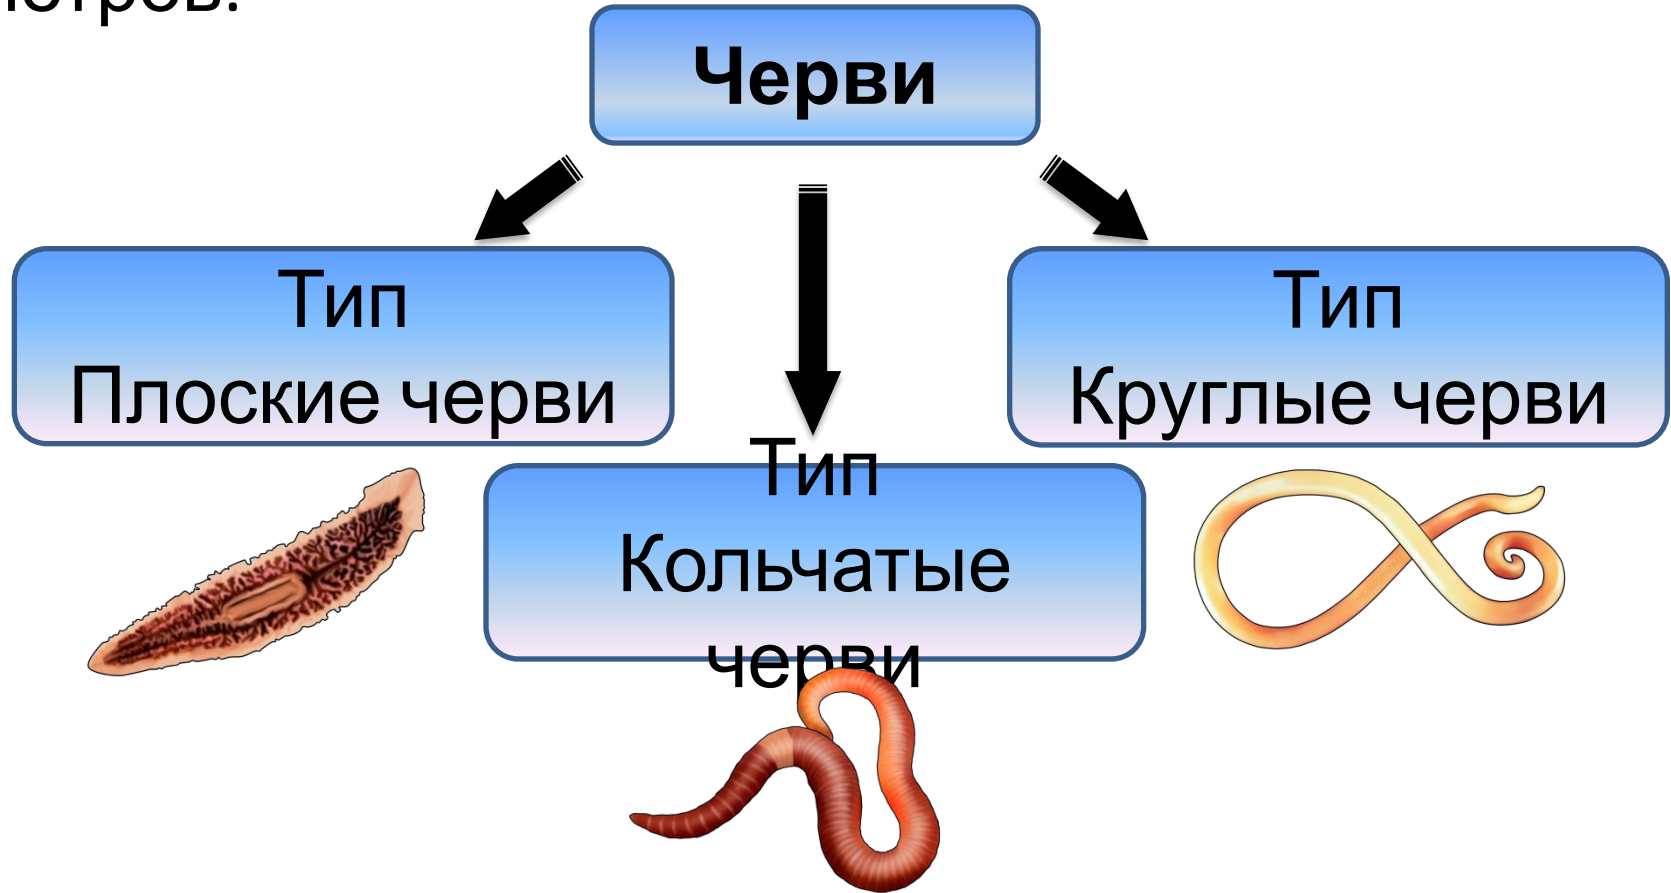 Черви
Тип
Плоские черви
Тип
Круглые черви
Тип
Кольчатые
черви